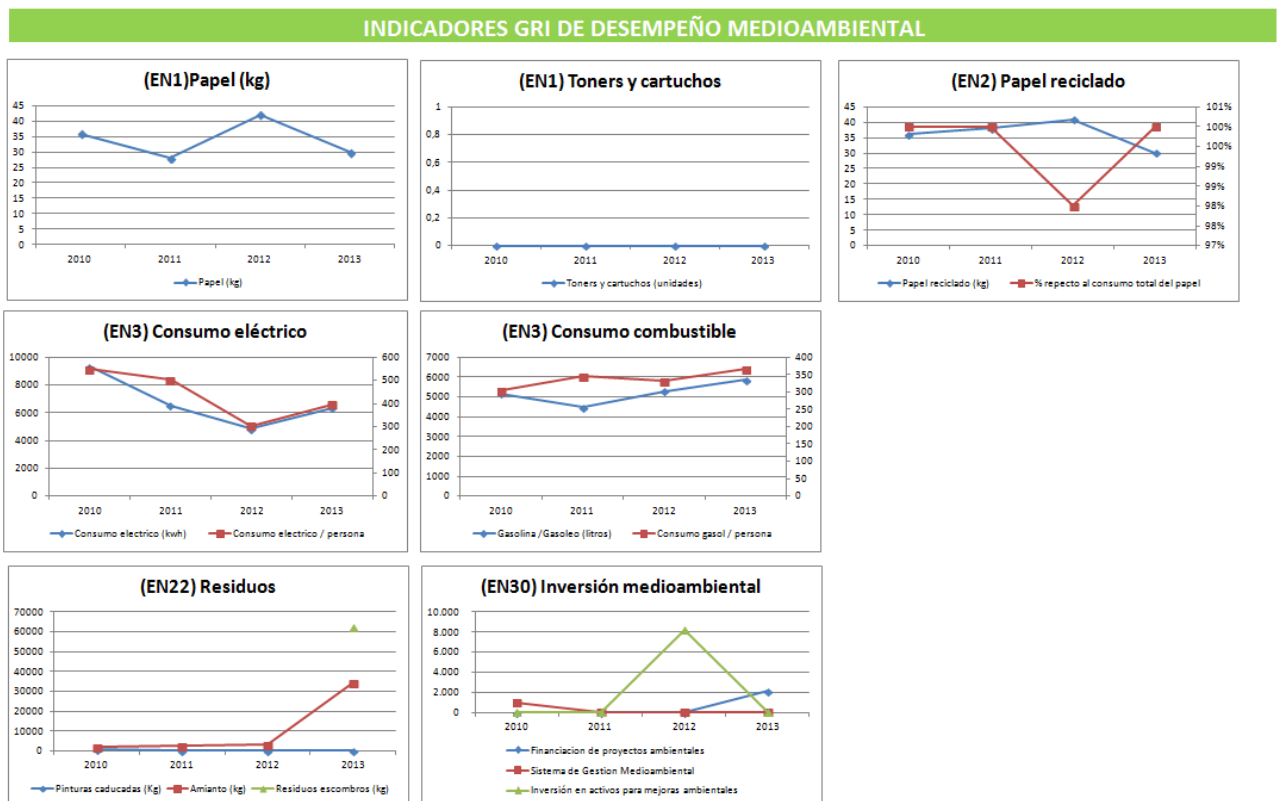 INDICADORES GRI DE DESEMPEÑO MEDIOAMBIENTAL
(EN1)Papel (kg)
45
40
35
30
25
20
15
10
5
0
2010 2011 2012 2013
Papel (kg)
(EN1) Toners y cartuchos
1
0,8
0,6
0,4
0,2
0
2010 2011 2012 2013
Toners y cartuchos (unidades)
(EN2) Papel reciclado
45 101%
40 100%
35 100%
30 99%
25 99%
20 98%
15 98%
10 97%
5
0
2010 2011 2012 2013
Papel reciclado (kg) % repecto al consumo total del papel
(EN3) Consumo eléctrico
10000 600
8000 500
6000 400
4000 300
2000 200
0 100
0
2010 2011 2012 2013
Consumo electrico (kwh) Consumo electrico / persona
(EN3) Consumo combustible
7000 400
6000 350
5000 300
4000 250
3000 200
2000 150
1000 100
0 50
0
2010 2011 2012 2013
Gasolina /Gasoleo (litros) Consumo gasol / persona
(EN22) Residuos
70000
60000
50000
40000
30000
20000
10000
0
2010 2011 2012 2013
Pinturas caducadas (Kg) Amianto (kg) Residuos escombros (kg)
(EN30) Inversión medioambiental
10.000
8.000
6.000
4.000
2.000
0
2010 2011 2012 2013
Financiacion de proyectos ambientales
Sistema de Gestion Medioambiental
Inversión en activos para mejoras ambientales